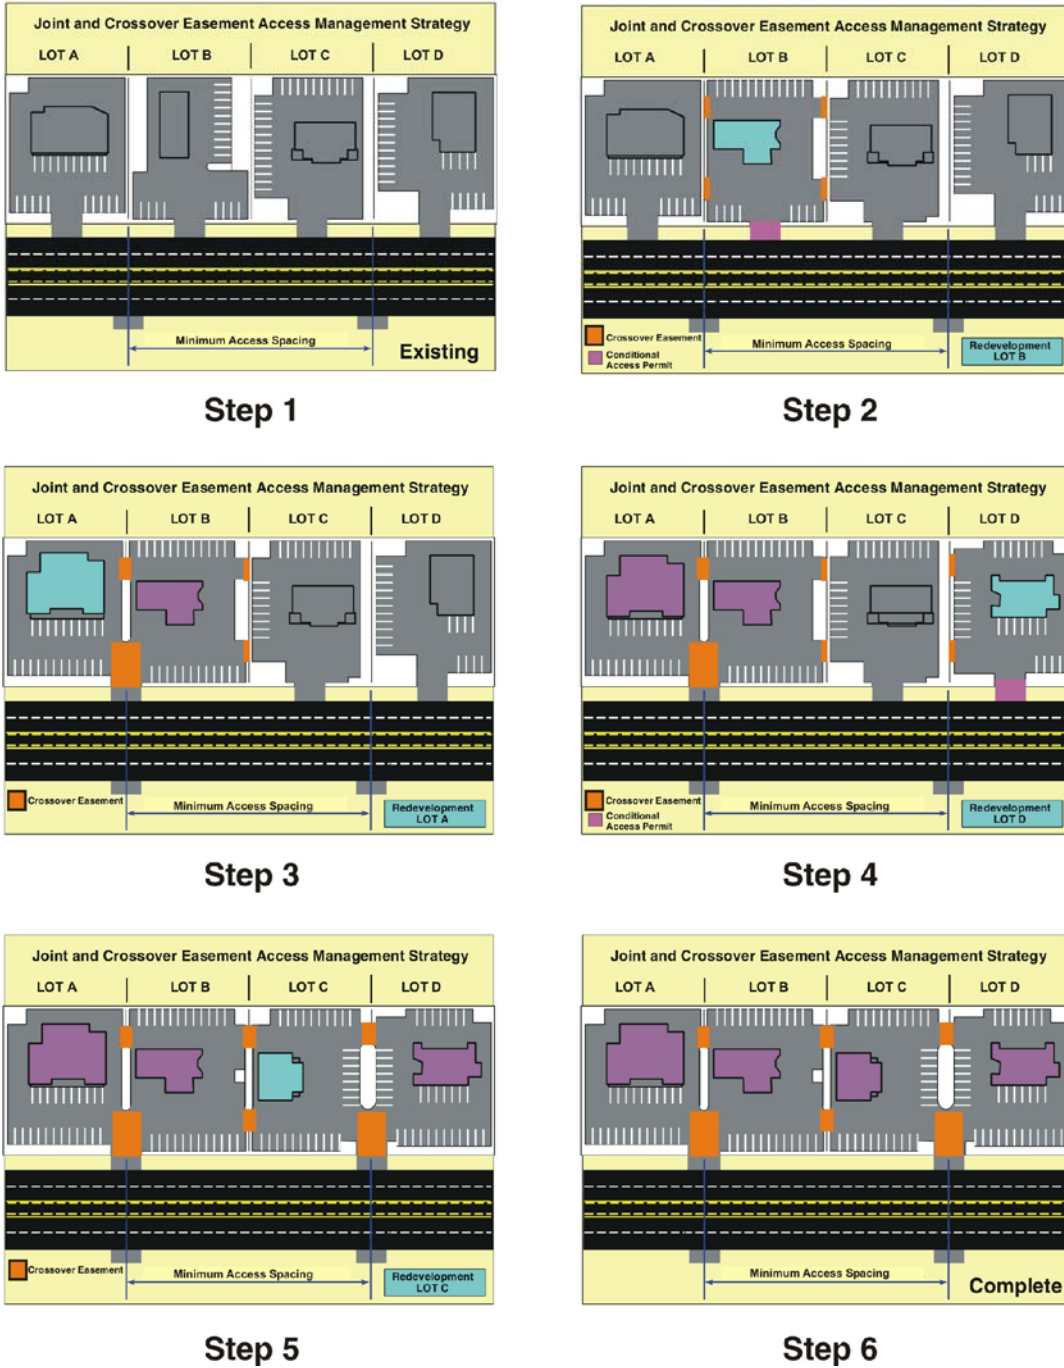 Joint and Crossover Easement Access Management Strategy
LOT A LOT B LOT C LOT D
Minimum Access Spacing
Existing
Step 1
Joint and Crossover Easement Access Management Strategy
LOT A LOT B LOT C LOT D
Crossover Easement
Conditional
Access Permit
Minimum Access Spacing
Redevelopment
LOT B
Step 2
Joint and Crossover Easement Access Management Strategy
LOT A LOT B LOT C LOT D
Crossover Easement
Minimum Access Spacing
Redevelopment
LOT A
Step 3
Joint and Crossover Easement Access Management Strategy
LOT A LOT B LOT C LOT D
Crossover Easement
Conditional
Access Permit
Minimum Access Spacing
Redevelopment
LOT D
Step 4
Joint and Crossover Easement Access Management Strategy
LOT A LOT B LOT C LOT D
Crossover Easement
Minimum Access Spacing
Redevelopment
LOT C
Step 5
Joint and Crossover Easement Access Management Strategy
LOT A LOT B LOT C LOT D
Minimum Access Spacing
Complete
Step 6